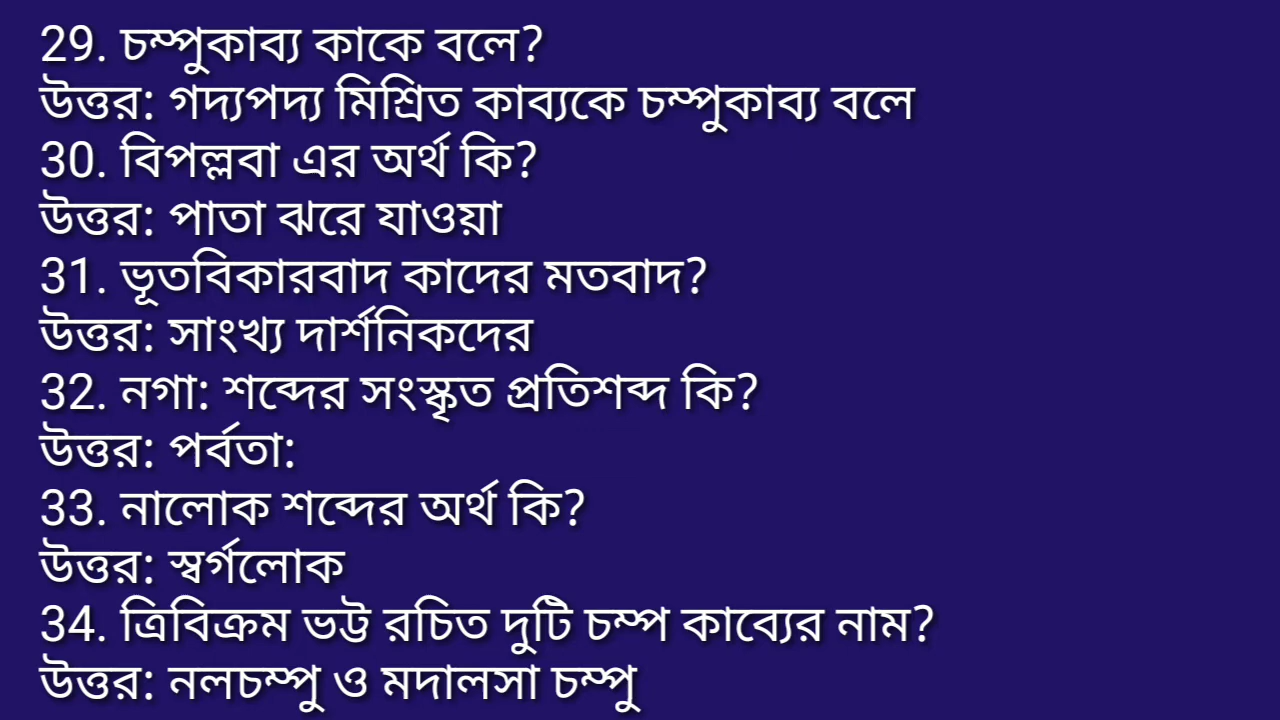 29. চম্পুকাব্য কাকে বলে?
উত্তর: গদ্যপদ্য মিশ্রিত কাব্যকে চম্পুকাব্য বলে
30. বিপল্লবা এর অর্থ কি?
উত্তর: পাতা ঝরে যাওয়া
31. ভূতবিকারবাদ কাদের মতবাদ?
উত্তর: সাংখ্য দার্শনিকদের
32. নগা: শব্দের সংস্কৃত প্রতিশব্দ কি?
উত্তর: পর্বতা:
33. নালোক শব্দের অর্থ কি?
উত্তর: স্বর্গলোক
34. ত্রিবিক্রম ভট্ট রচিত দুটি চম্প কাব্যের নাম?
উত্তর: নলচম্পু ও মদালসা চম্পু